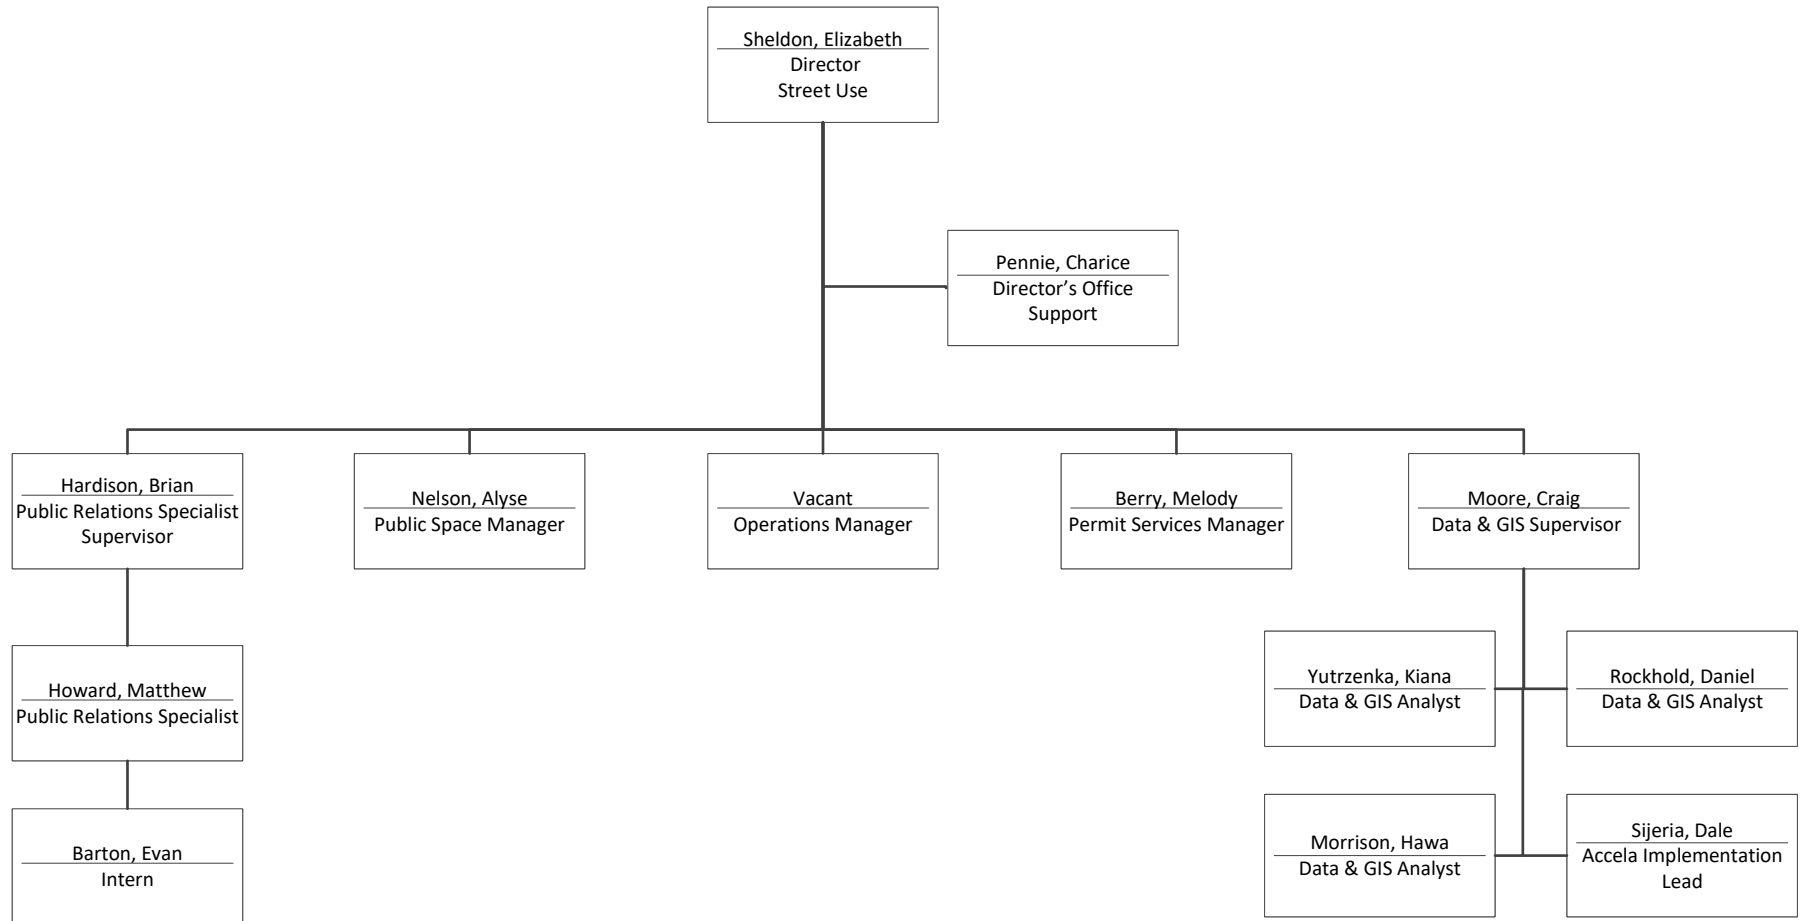 Sheldon, Elizabeth
Director
Street Use
Pennie, Charice
Director’s Office
Support
Hardison, Brian
Public Relations Specialist
Supervisor
Nelson, Alyse
Public Space Manager
Vacant
Operations Manager
Berry, Melody
Permit Services Manager
Moore, Craig
Data & GIS Supervisor
Howard, Matthew
Public Relations Specialist
Yutrzenka, Kiana
Data & GIS Analyst
Rockhold, Daniel
Data & GIS Analyst
Barton, Evan
Intern
Morrison, Hawa
Data & GIS Analyst
Sijeria, Dale
Accela Implementation
Lead